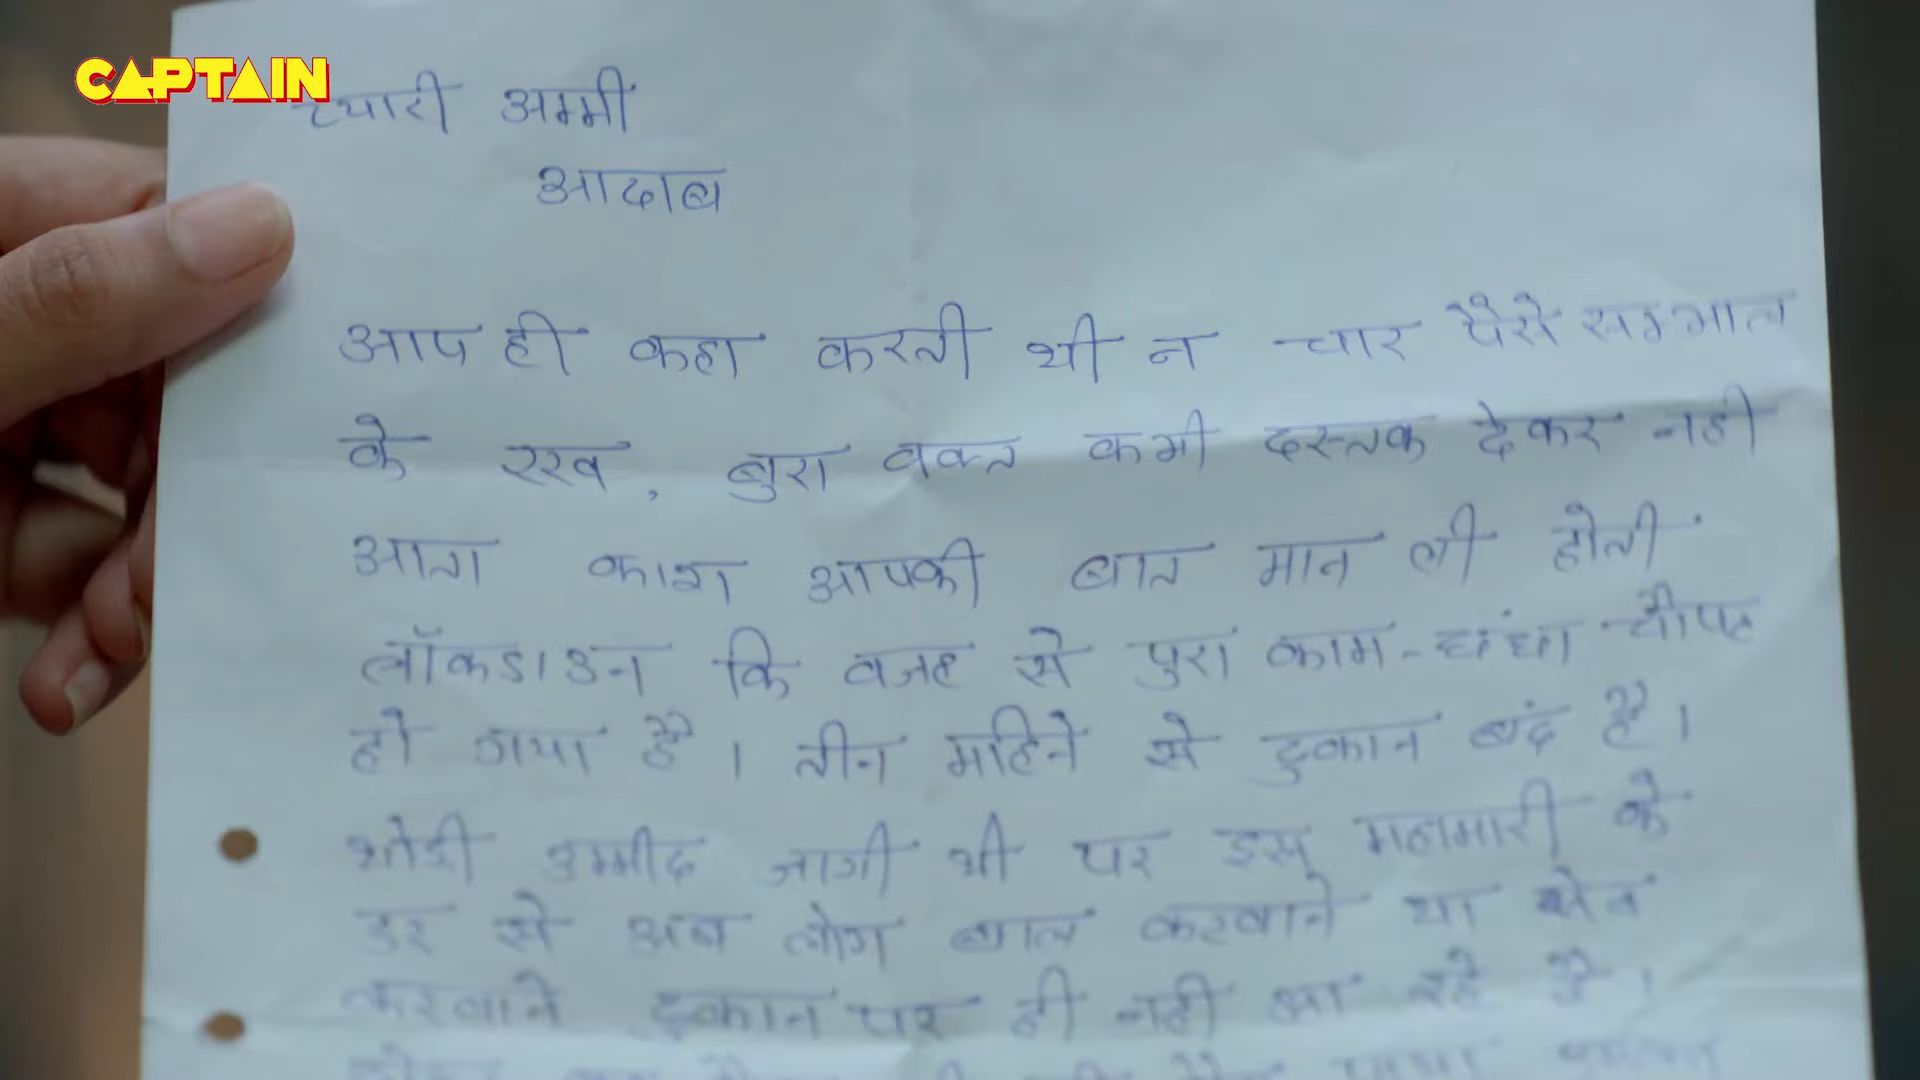 CAPTAIN
प्यारी अम्मी
आदाब
आप ही कहा करती थी न चार पैसे सम्भाल
के रख, बुरा वक्त कभी दस्तक देकर नही
आता काश आपकी बात मान ली होती
लॉकडाउन कि वजह से पुरा काम-धंधा चौपट
हो गया है । तीन महिने से दुकान बंद है ।
थोडी उम्मीद जागी थी पर इस महामारी के
डर से अब लोग बाल कटवाने या शेव
करवाने दुकान पर ही नही आ रहे है ।